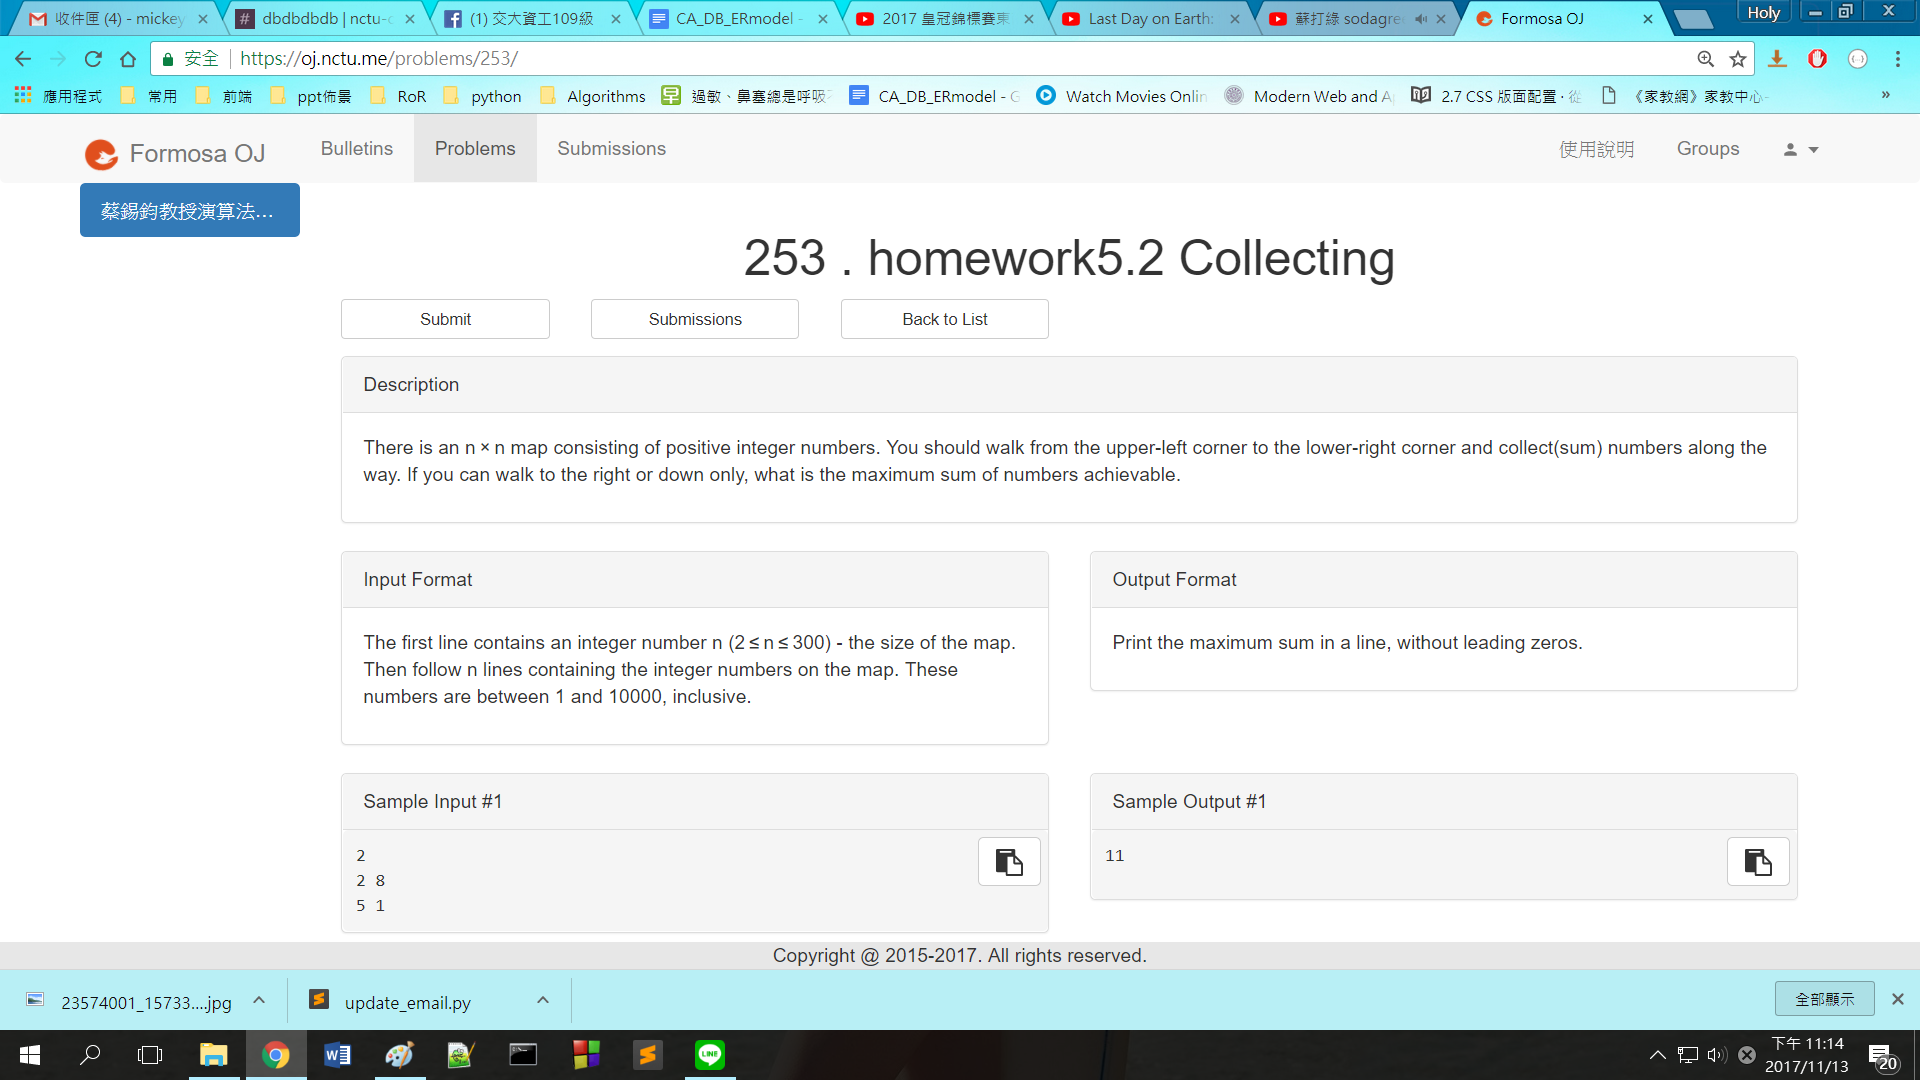 收件匣 (4) - mickey
dbdbdbdb | nctu-c
(1) 交大資工109級
CA_DB_ERmodel -
2017 皇冠錦標賽東
Last Day on Earth:
蘇打綠 sodagree
Formosa OJ
Holy
安全
https://oj.nctu.me/problems/253/
應用程式
常用
前端
ppt佈景
RoR
python
Algorithms
過敏、鼻塞總是呼吸不
CA_DB_ERmodel - G
Watch Movies Onlin
Modern Web and Ap
2.7 CSS 版面配置 · 從
《家教網》家教中心-
»
Formosa OJ
Bulletins
Problems
Submissions
使用說明
Groups
蔡錫鈞教授演算法...
253 . homework5.2 Collecting
Submit
Submissions
Back to List
Description
There is an n × n map consisting of positive integer numbers. You should walk from the upper-left corner to the lower-right corner and collect(sum) numbers along the
way. If you can walk to the right or down only, what is the maximum sum of numbers achievable.
Input Format
The first line contains an integer number n (2 ≤ n ≤ 300) - the size of the map.
Then follow n lines containing the integer numbers on the map. These
numbers are between 1 and 10000, inclusive.
Output Format
Print the maximum sum in a line, without leading zeros.
Sample Input #1
2
2 8
5 1
Sample Output #1
11
Copyright @ 2015-2017. All rights reserved.
23574001_15733....jpg
update_email.py
全部顯示
下午 11:14
2017/11/13
20